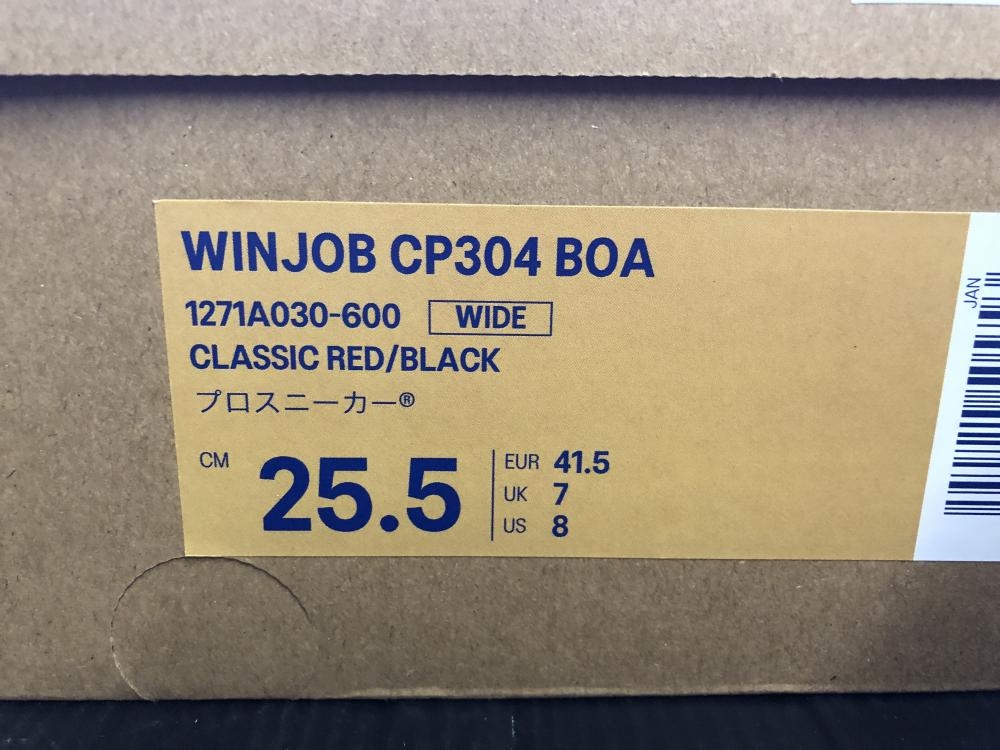 WINJOB CP304 BOA
1271A030-600 WIDE
CLASSIC RED/BLACK
プロスニーカー®
CM 25.5
EUR 41.5
UK 7
US 8
JAN